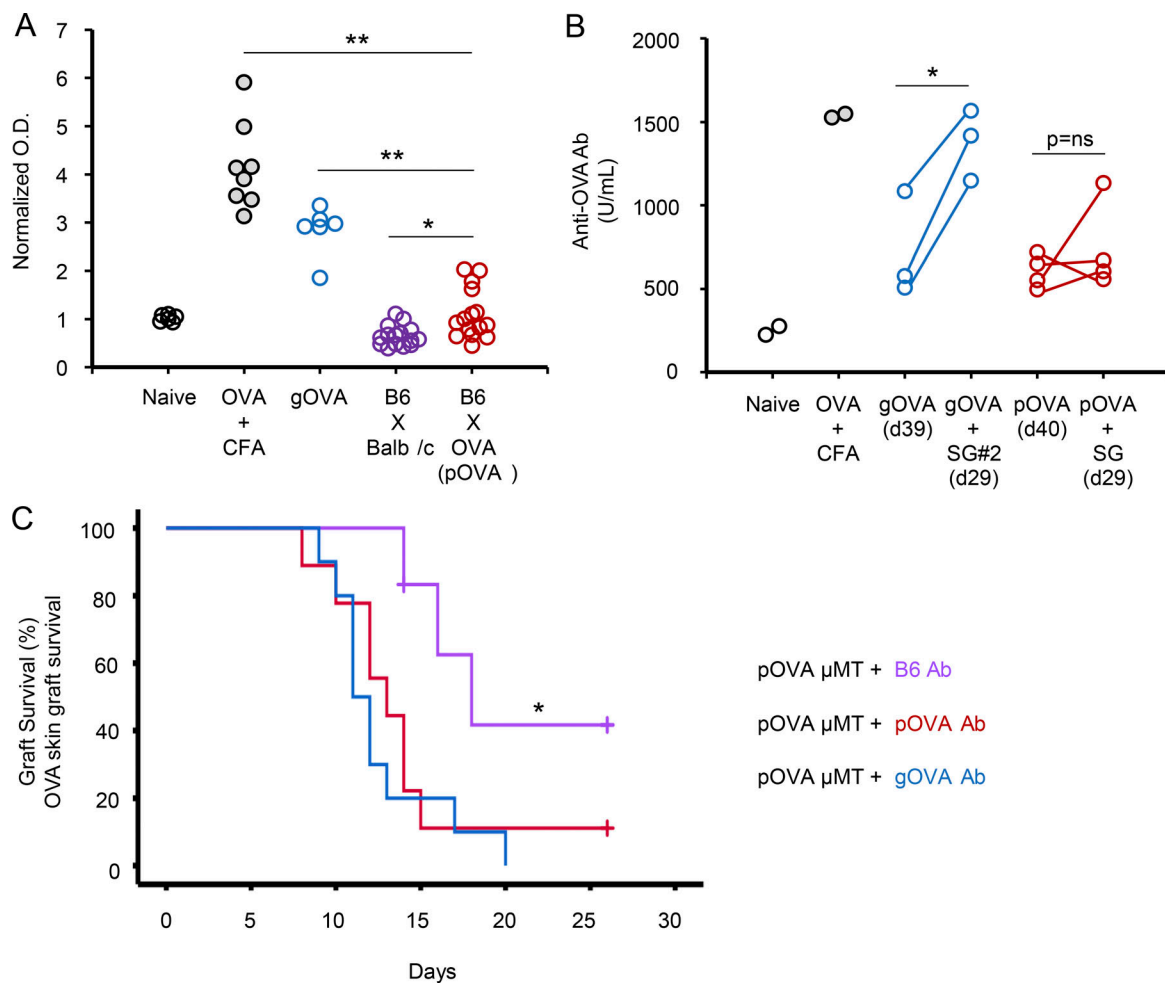 A
7
6
5
4
3
2
1
0
Normalized O.D.
**
**
*
Naive
OVA
+
CFA
gOVA
B6
X
Balb /c
B6
X
OVA
(pOVA )
B
2000
1500
1000
500
0
Anti-OVA Ab
(U/mL)
*
p=ns
Naive
OVA
+
CFA
gOVA
(d39)
gOVA
+
SG#2
(d29)
pOVA
(d40)
pOVA
+
SG
(d29)
C
100
80
60
40
20
0
Graft Survival (%)
OVA skin graft survival
*
0 5 10 15 20 25 30
Days
pOVA µMT + B6 Ab
pOVA µMT + pOVA Ab
pOVA µMT + gOVA Ab